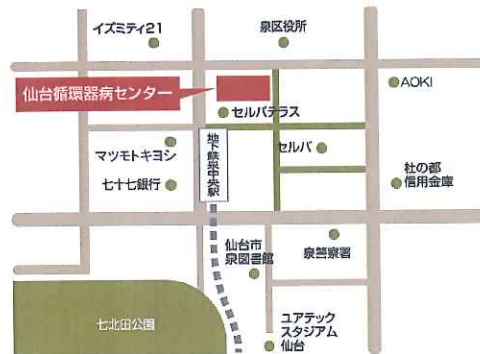 イズミティ21
泉区役所
仙台循環器病センター
AOKI
セルバテラス
地下鉄泉中央駅
マツモトキヨシ
セルバ
七十七銀行
杜の都
信用金庫
仙台市
泉図書館
泉警察署
七北田公園
ユアテック
スタジアム
仙台